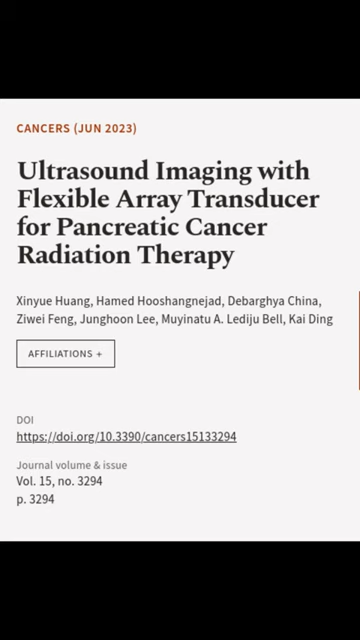 CANCERS (JUN 2023)
Ultrasound Imaging with
Flexible Array Transducer
for Pancreatic Cancer
Radiation Therapy
Xinyue Huang, Hamed Hooshangnejad, Debarghya China,
Ziwei Feng, Junghoon Lee, Muyinatu A. Lediju Bell, Kai Ding
AFFILIATIONS +
DOI
https://doi.org/10.3390/cancers15133294
Journal volume & issue
Vol. 15, no. 3294
p. 3294